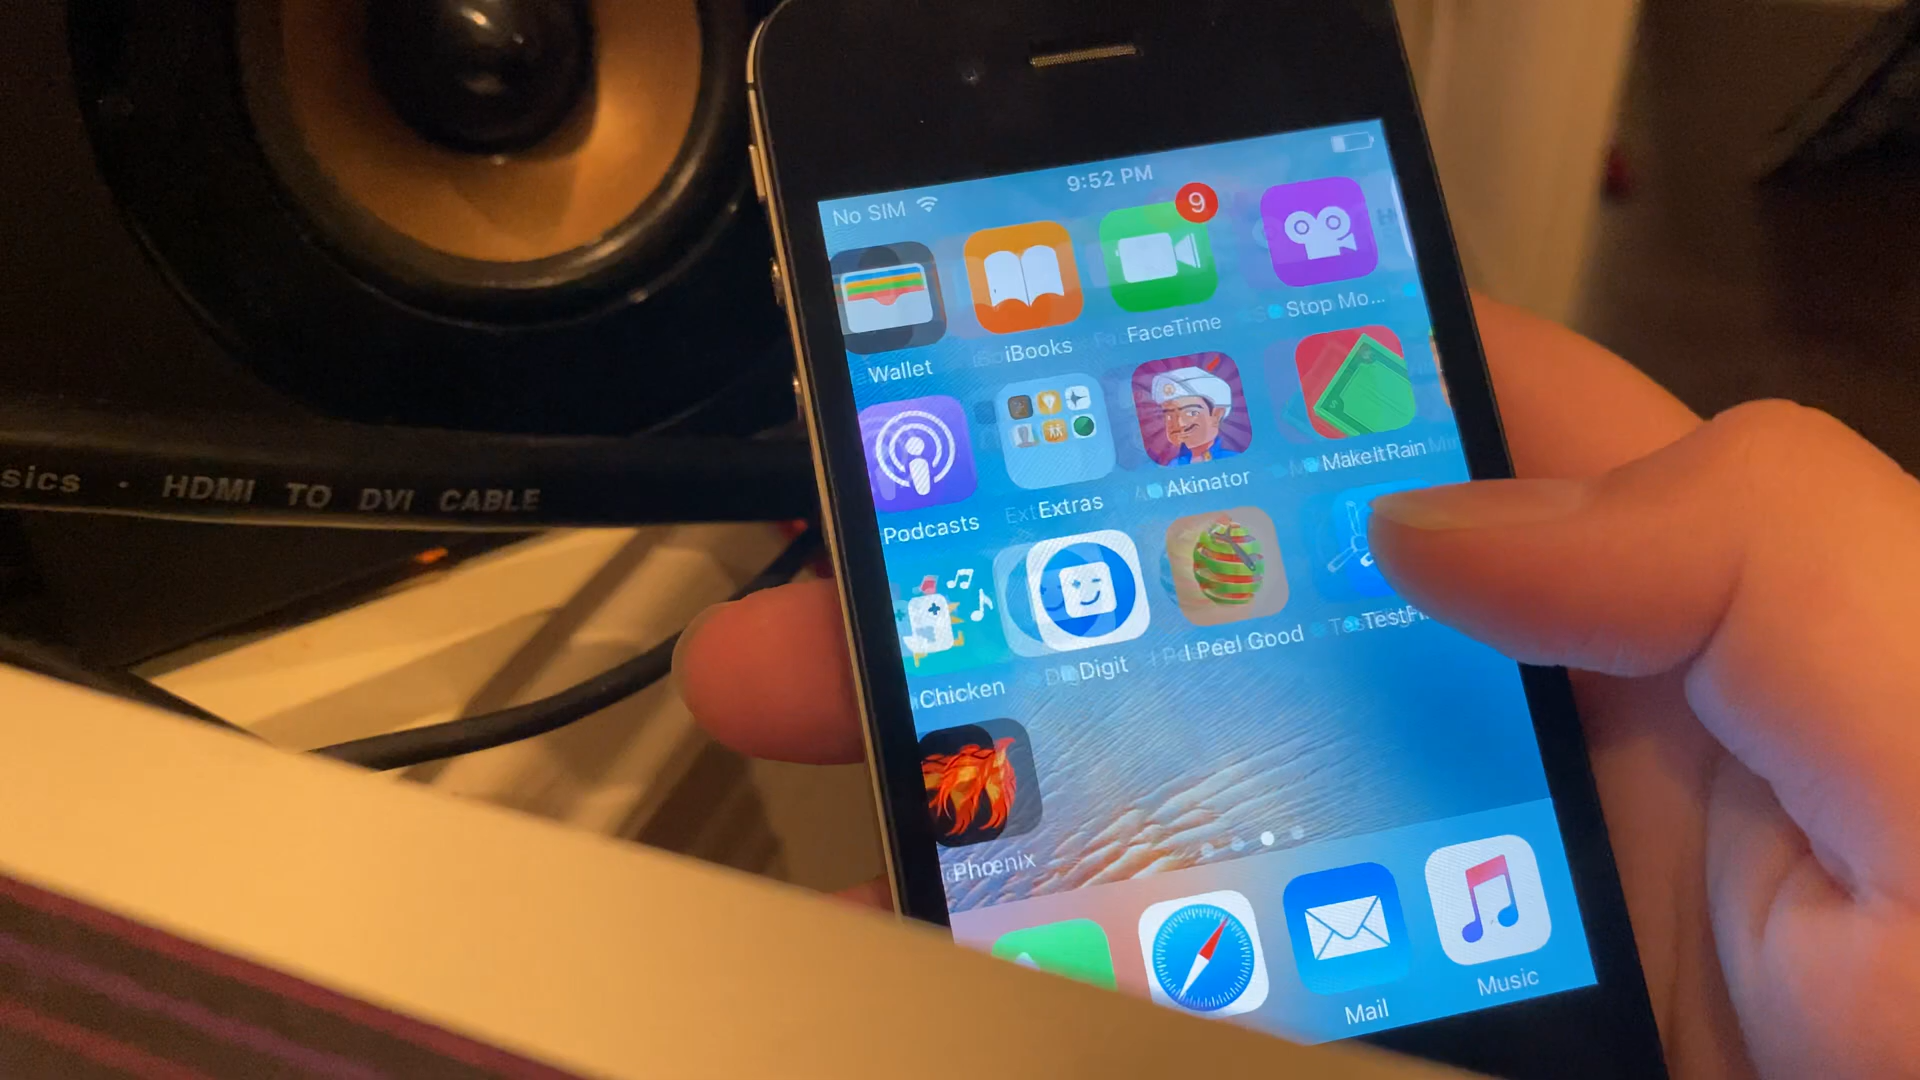 sics · HDMI TO DVI CABLE
No SIM 9:52 PM
9
Wallet iBooks FaceTime Stop Mo...
Podcasts Extras Akinator MakeItRain
Chicken Digit I Peel Good TestFl
Phoenix
Mail Music